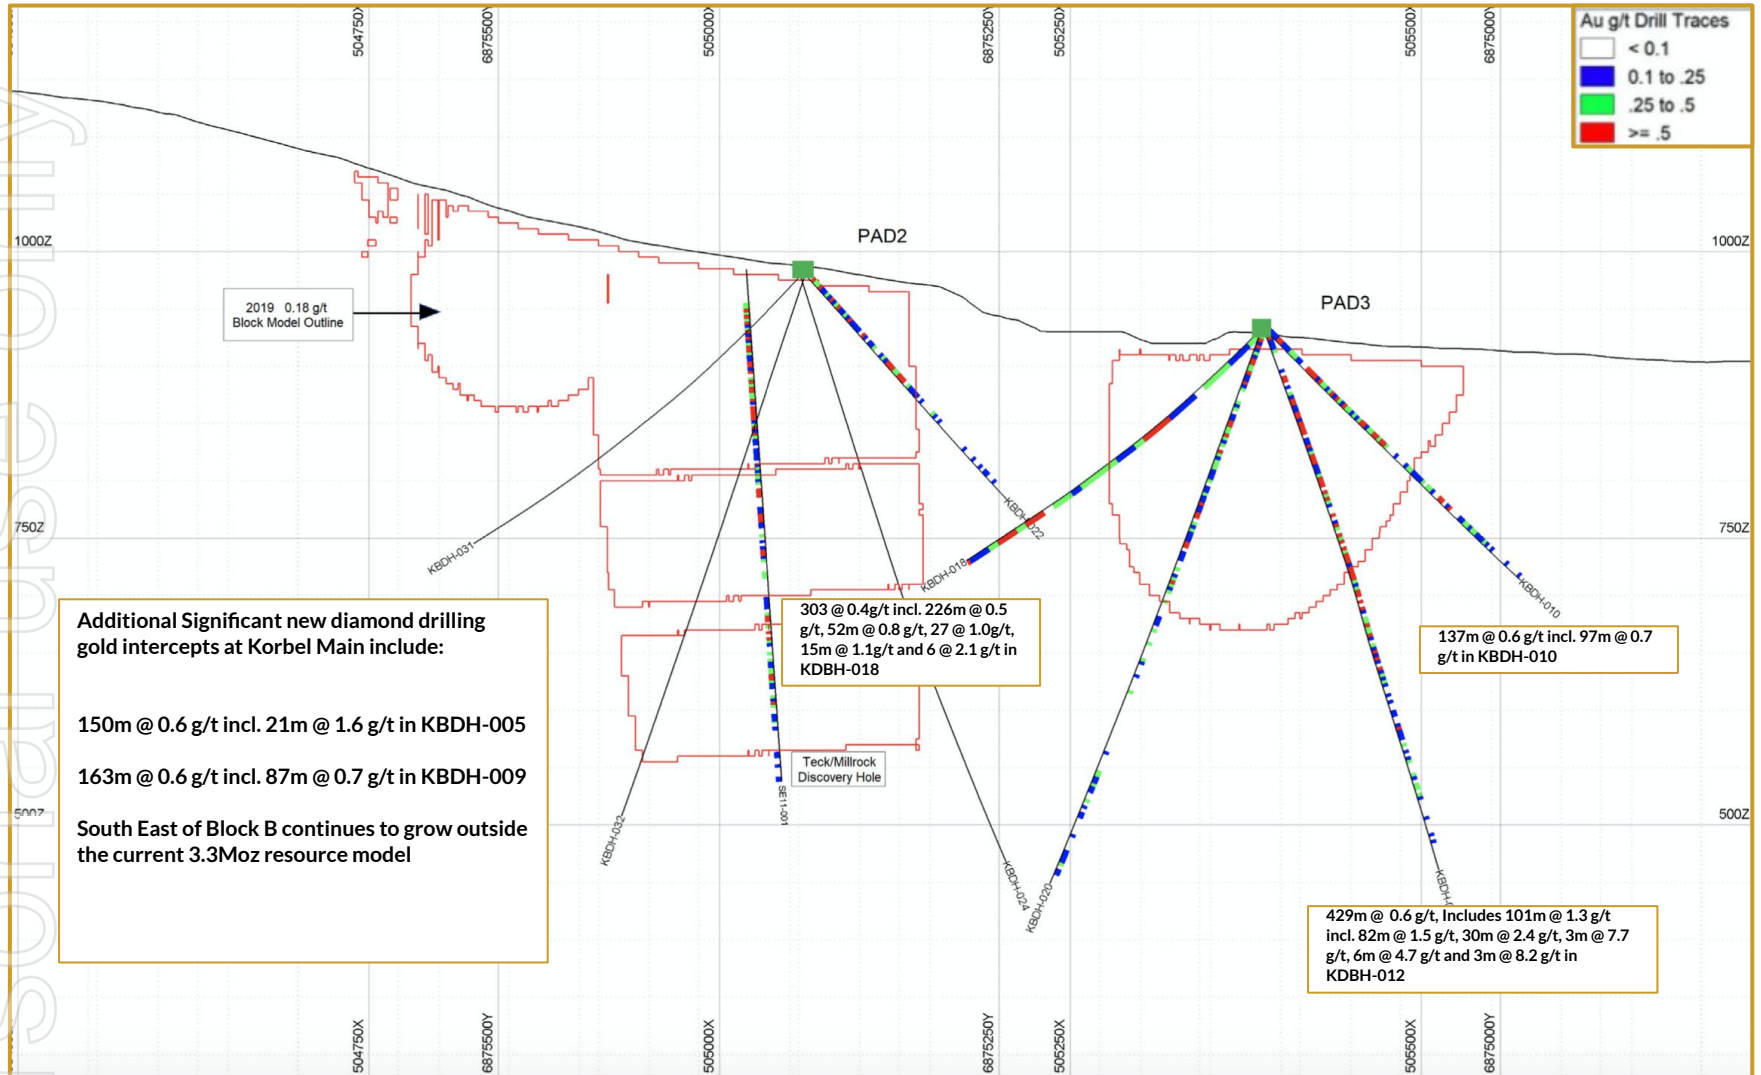 504750X
6875500Y
505000X
6875250Y
505250X
505500X
6875000Y
Au g/t Drill Traces
< 0.1
0.1 to .25
.25 to .5
>= .5
PAD2
1000Z
1000Z
PAD3
2019 0.18 g/t
Block Model Outline
750Z
750Z
KBDH-031
KBDH-022
KBDH-018
KBDH-010
Additional Significant new diamond drilling
gold intercepts at Korbel Main include:
150m @ 0.6 g/t incl. 21m @ 1.6 g/t in KBDH-005
163m @ 0.6 g/t incl. 87m @ 0.7 g/t in KBDH-009
South East of Block B continues to grow outside
the current 3.3Moz resource model
303 @ 0.4g/t incl. 226m @ 0.5
g/t, 52m @ 0.8 g/t, 27 @ 1.0g/t,
15m @ 1.1g/t and 6 @ 2.1 g/t in
KDBH-018
137m @ 0.6 g/t incl. 97m @ 0.7
g/t in KBDH-010
Teck/Millrock
Discovery Hole
SE11-001
500Z
500Z
KBDH-032
KBDH-024
KBDH-020
429m @ 0.6 g/t, Includes 101m @ 1.3 g/t
incl. 82m @ 1.5 g/t, 30m @ 2.4 g/t, 3m @ 7.7
g/t, 6m @ 4.7 g/t and 3m @ 8.2 g/t in
KDBH-012
504750X
6875500Y
505000X
6875250Y
505250X
505500X
6875000Y